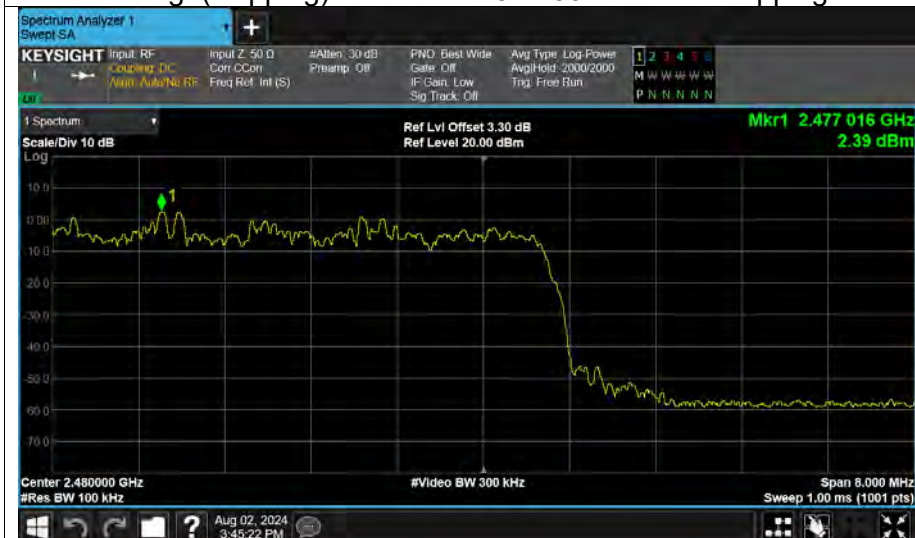 Spectrum Analyzer 1
Swept SA
+
KEYSIGHT
Input: RF
Coupling: DC
Align: Auto/No RF
Input Z: 50 Ω
Corr CCorr
Freq Ref: Int (S)
#Atten: 30 dB
Preamp: Off
PNO: Best Wide
Gate: Off
IF Gain: Low
Sig Track: Off
Avg Type: Log-Power
Avg|Hold: 2000/2000
Trig: Free Run
1 2 3 4 5 6
M W W W W W
P N N N N N
1 Spectrum
Scale/Div 10 dB
Log
Ref Lvl Offset 3.30 dB
Ref Level 20.00 dBm
Mkr1 2.477 016 GHz
2.39 dBm
1
10.0
0.00
-10.0
-20.0
-30.0
-40.0
-50.0
-60.0
-70.0
Center 2.480000 GHz
#Res BW 100 kHz
#Video BW 300 kHz
Span 8.000 MHz
Sweep 1.00 ms (1001 pts)
?
Aug 02, 2024
3:45:22 PM